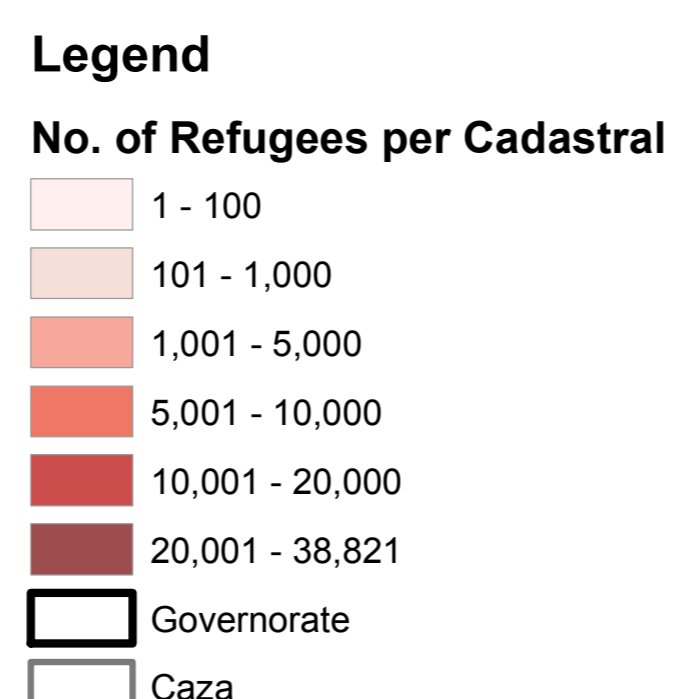 Legend
No. of Refugees per Cadastral
1 - 100
101 - 1,000
1,001 - 5,000
5,001 - 10,000
10,001 - 20,000
20,001 - 38,821
Governorate
Caza